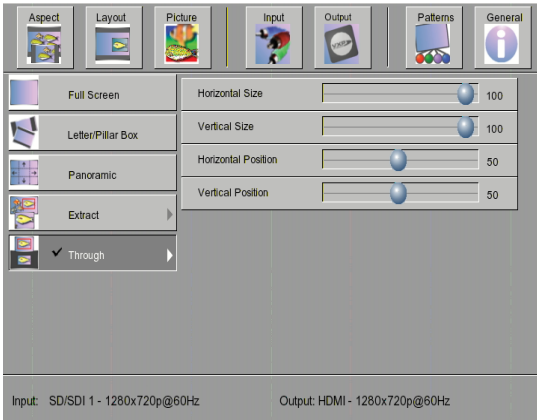 Aspect Layout Picture Input Output Patterns General
Full Screen
Letter/Pillar Box
Panoramic
Extract
Through
Horizontal Size 100
Vertical Size 100
Horizontal Position 50
Vertical Position 50
Input: SD/SDI 1 - 1280x720p@60Hz Output: HDMI - 1280x720p@60Hz